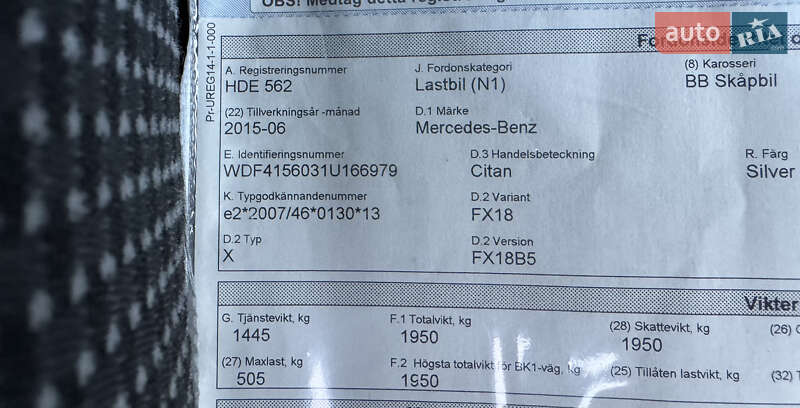 OBS! Medtag detta
auto RIA
.com
Pr-UREG14-1-1-000
A. Registreringsnummer J. Fordonskategori (8) Karosseri
HDE 562 Lastbil (N1) BB Skåpbil
(22) Tillverkningsår -månad D.1 Märke
2015-06 Mercedes-Benz
E. Identifieringsnummer D.3 Handelsbeteckning R. Färg
WDF4156031U166979 Citan Silver
K. Typgodkännandenummer D.2 Variant
e2*2007/46*0130*13 FX18
D.2 Typ D.2 Version
X FX18B5
Vikter
G. Tjänstevikt, kg F.1 Totalvikt, kg (28) Skattevikt, kg (26)
1445 1950 1950
(27) Maxlast, kg F.2 Högsta totalvikt för BK1-väg, kg (25) Tillåten lastvikt, kg (32)
505 1950